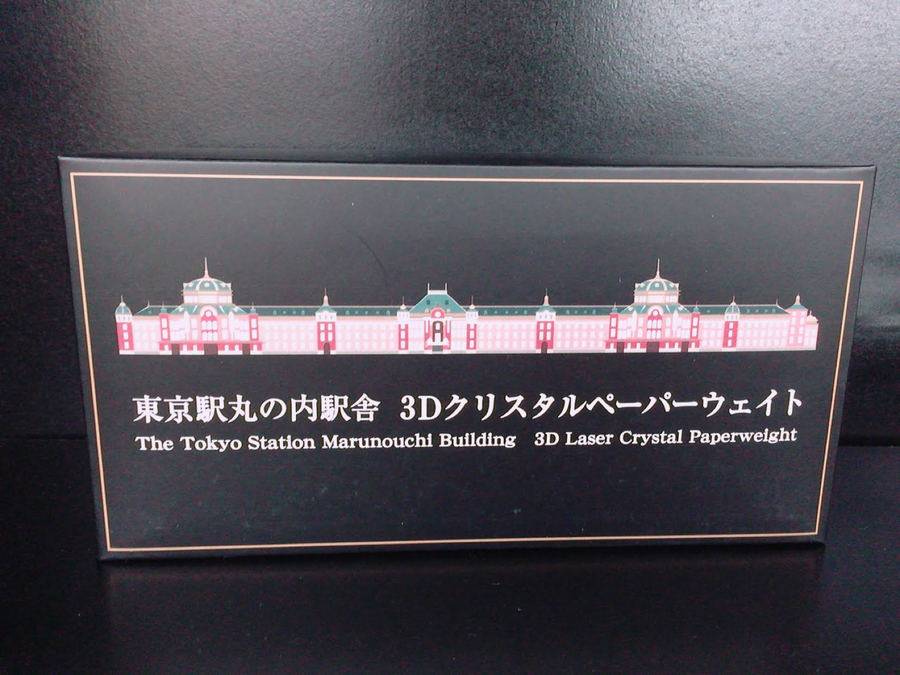 東京駅丸の内駅舎 3Dクリスタルペーパーウェイト
The Tokyo Station Marunouchi Building 3D Laser Crystal Paperweight